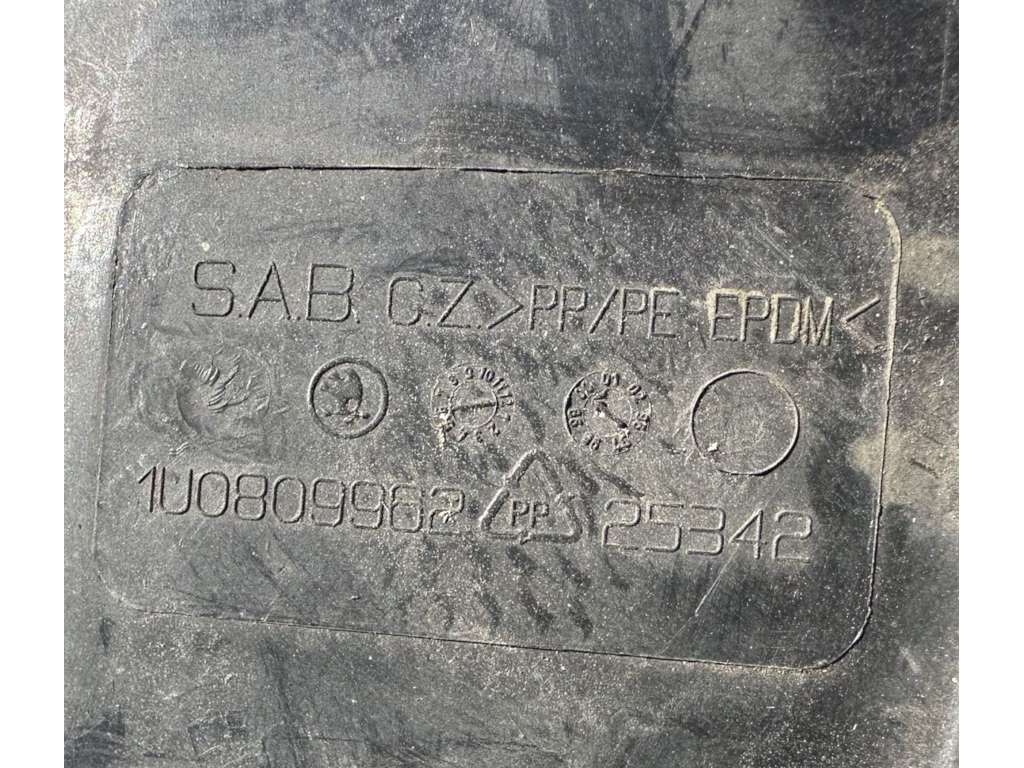 S.A.B. C.Z. >PP/PE EPDM<
1U0809962 PP 25342